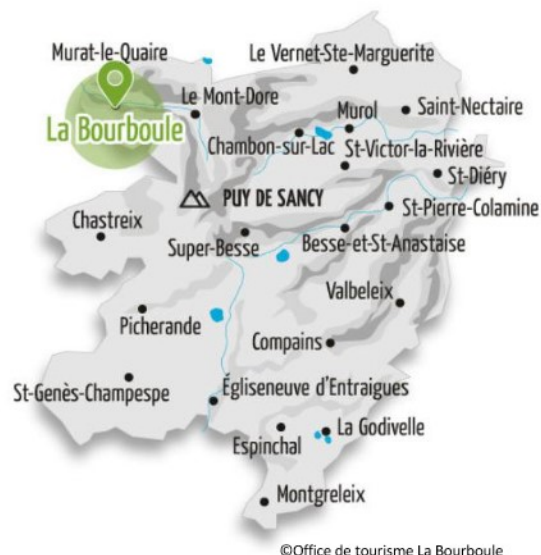 Murat-le-Quaire
Le Vernet-Ste-Marguerite
La Bourboule
Le Mont-Dore
Murol
Saint-Nectaire
Chambon-sur-Lac
St-Victor-la-Rivière
St-Diéry
PUY DE SANCY
St-Pierre-Colamine
Chastreix
Super-Besse
Besse-et-St-Anastaise
Valbeleix
Picherande
Compains
St-Genès-Champespe
Égliseneuve d'Entraigues
Espinchal
La Godivelle
Montgreleix
©Office de tourisme La Bourboule